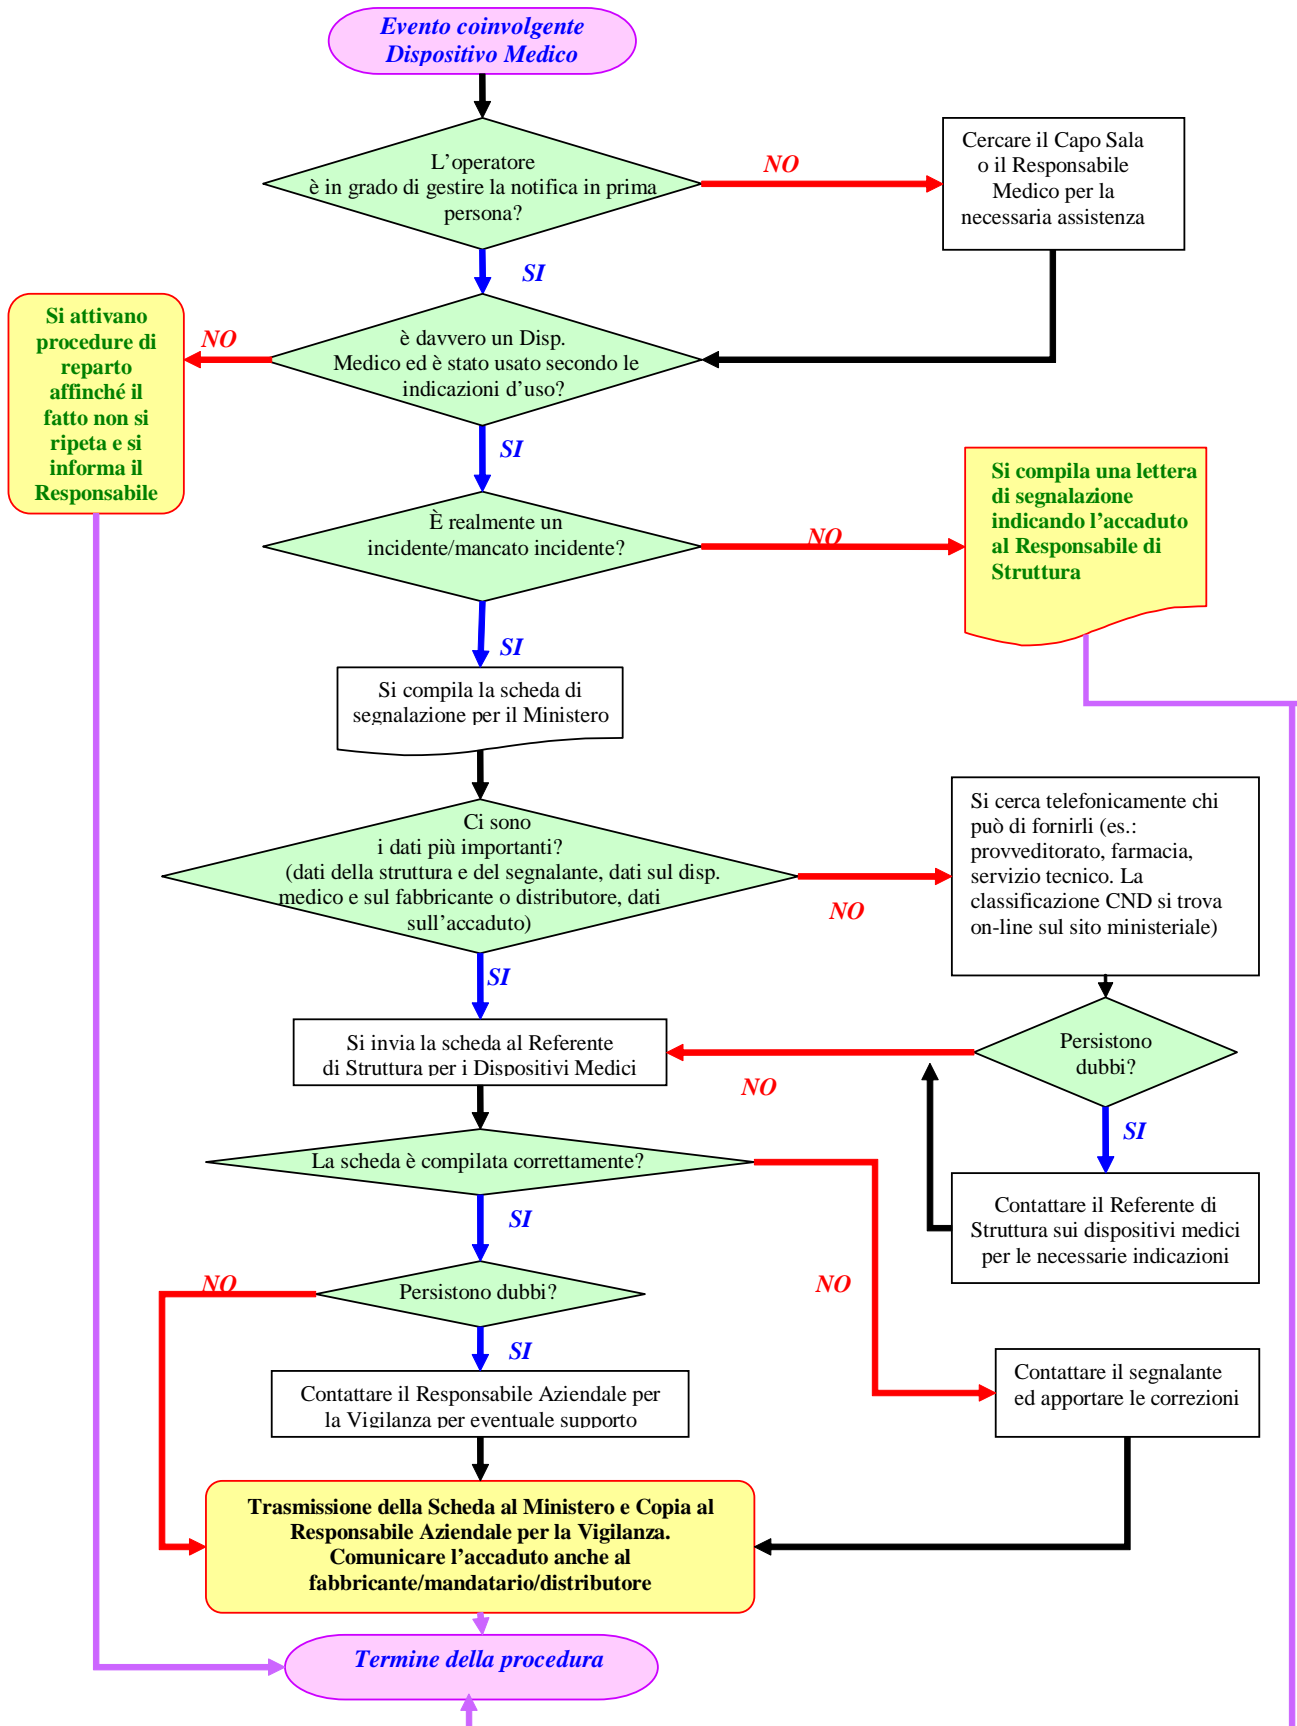 Evento coinvolgente
Dispositivo Medico
L'operatore
è in grado di gestire la notifica in prima
persona?
NO
Cercare il Capo Sala
o il Responsabile
Medico per la
necessaria assistenza
SI
Si attivano
procedure di
reparto
affinché il
fatto non si
ripeta e si
informa il
Responsabile
NO
è davvero un Disp.
Medico ed è stato usato secondo le
indicazioni d'uso?
SI
È realmente un
incidente/mancato incidente?
NO
Si compila una lettera
di segnalazione
indicando l'accaduto
al Responsabile di
Struttura
SI
Si compila la scheda di
segnalazione per il Ministero
Ci sono
i dati più importanti?
(dati della struttura e del segnalante, dati sul disp.
medico e sul fabbricante o distributore, dati
sull'accaduto)
NO
Si cerca telefonicamente chi
può di fornirli (es.:
provveditorato, farmacia,
servizio tecnico. La
classificazione CND si trova
on-line sul sito ministeriale)
SI
Si invia la scheda al Referente
di Struttura per i Dispositivi Medici
NO
Persistono
dubbi?
SI
La scheda è compilata correttamente?
Contattare il Referente di
Struttura sui dispositivi medici
per le necessarie indicazioni
SI
NO
NO
Persistono dubbi?
SI
Contattare il Responsabile Aziendale per
la Vigilanza per eventuale supporto
Contattare il segnalante
ed apportare le correzioni
Trasmissione della Scheda al Ministero e Copia al
Responsabile Aziendale per la Vigilanza.
Comunicare l'accaduto anche al
fabbricante/mandatario/distributore
Termine della procedura